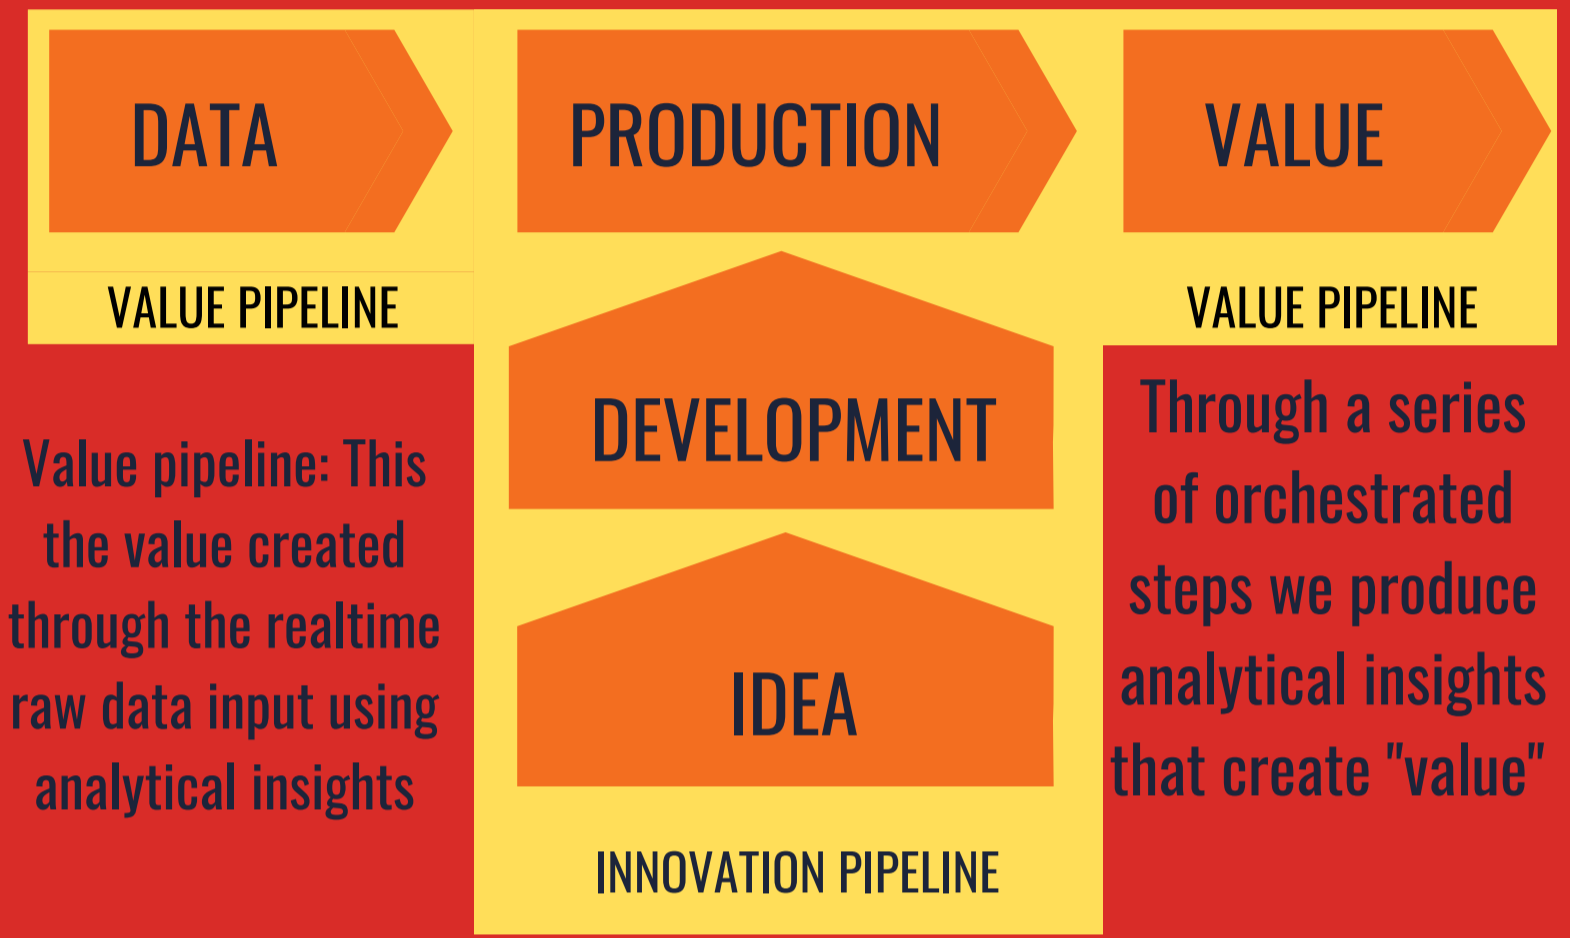 DATA
PRODUCTION
VALUE
VALUE PIPELINE
VALUE PIPELINE
Value pipeline: This
the value created
through the realtime
raw data input using
analytical insights
DEVELOPMENT
IDEA
INNOVATION PIPELINE
Through a series
of orchestrated
steps we produce
analytical insights
that create "value"